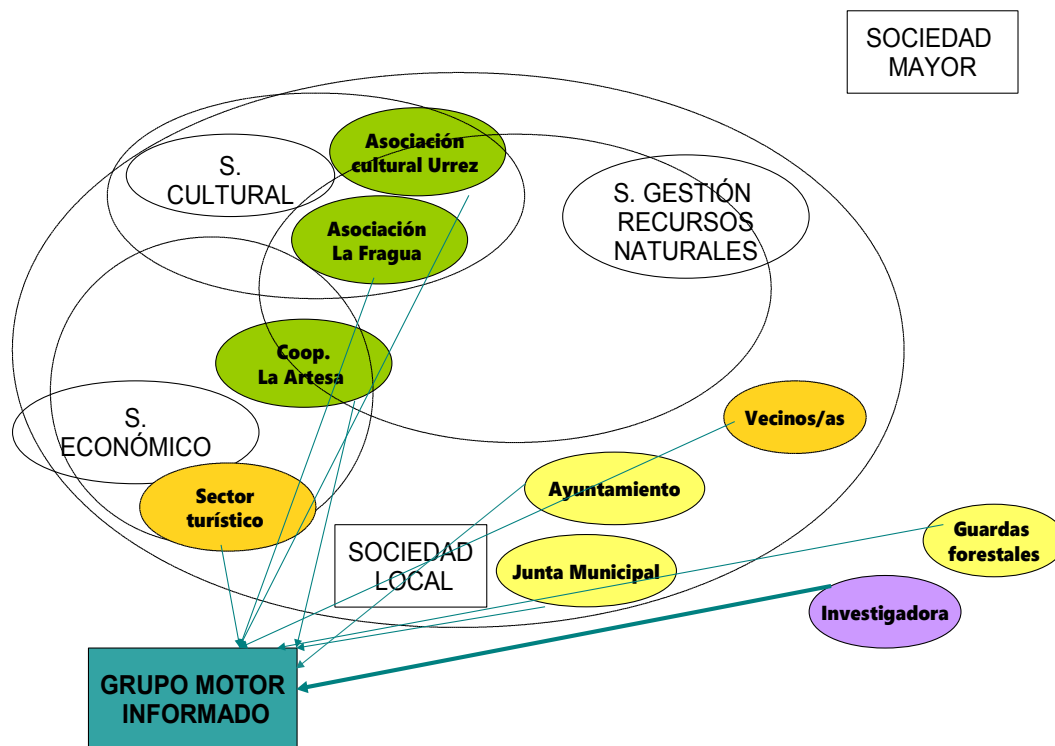 SOCIEDAD
MAYOR
Asociación
cultural Urrez
S.
CULTURAL
S. GESTIÓN
RECURSOS
NATURALES
Asociación
La Fragua
Coop.
La Artesa
S.
ECONÓMICO
Vecinos/as
Sector
turístico
Ayuntamiento
Guardas
forestales
SOCIEDAD
LOCAL
Junta Municipal
Investigadora
GRUPO MOTOR
INFORMADO